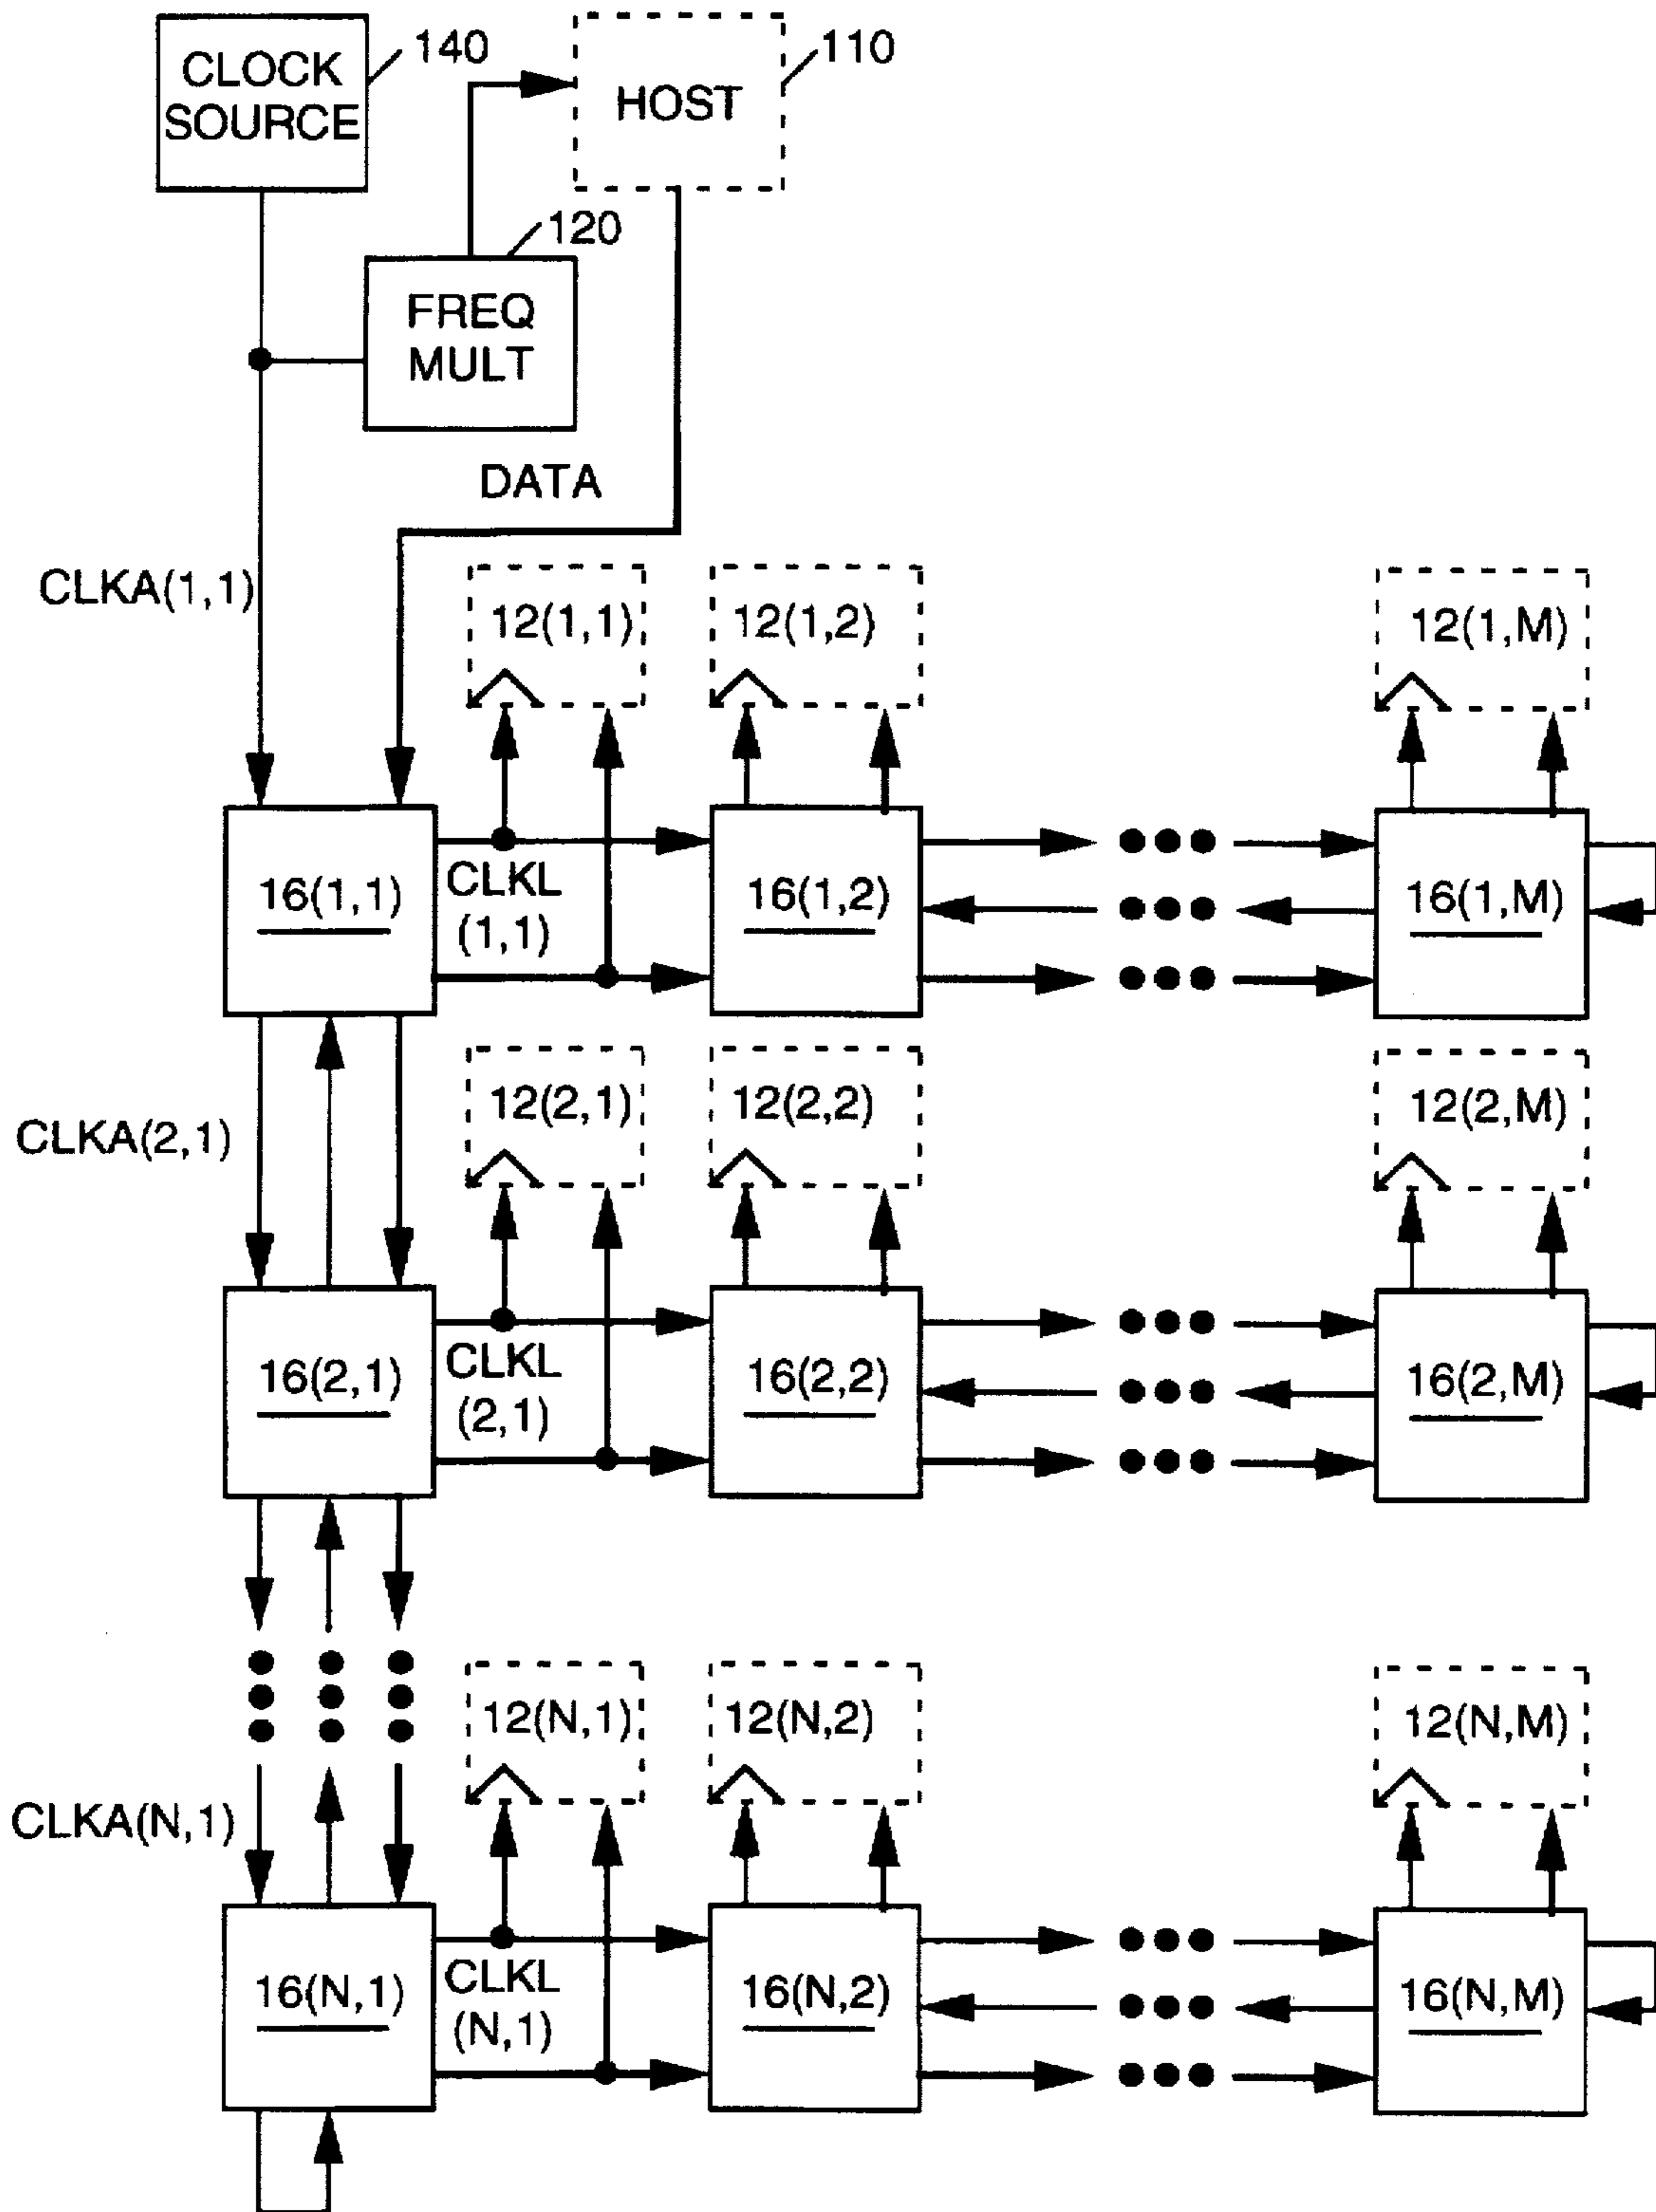 CLOCK
SOURCE
140
HOST
110
120
FREQ
MULT
DATA
CLKA(1,1)
12(1,1)
12(1,2)
12(1,M)
16(1,1)
CLKL
(1,1)
16(1,2)
16(1,M)
CLKA(2,1)
12(2,1)
12(2,2)
12(2,M)
16(2,1)
CLKL
(2,1)
16(2,2)
16(2,M)
CLKA(N,1)
12(N,1)
12(N,2)
12(N,M)
16(N,1)
CLKL
(N,1)
16(N,2)
16(N,M)